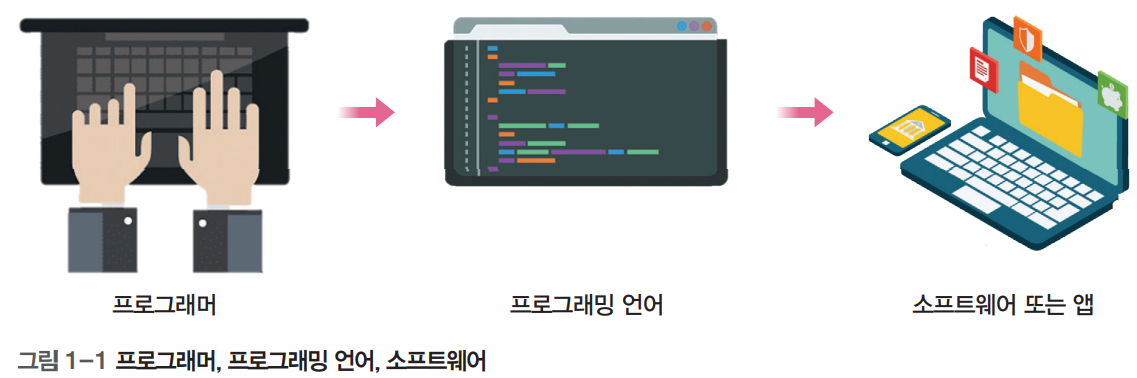 프로그래머
프로그래밍 언어
소프트웨어 또는 앱
그림 1-1 프로그래머, 프로그래밍 언어, 소프트웨어